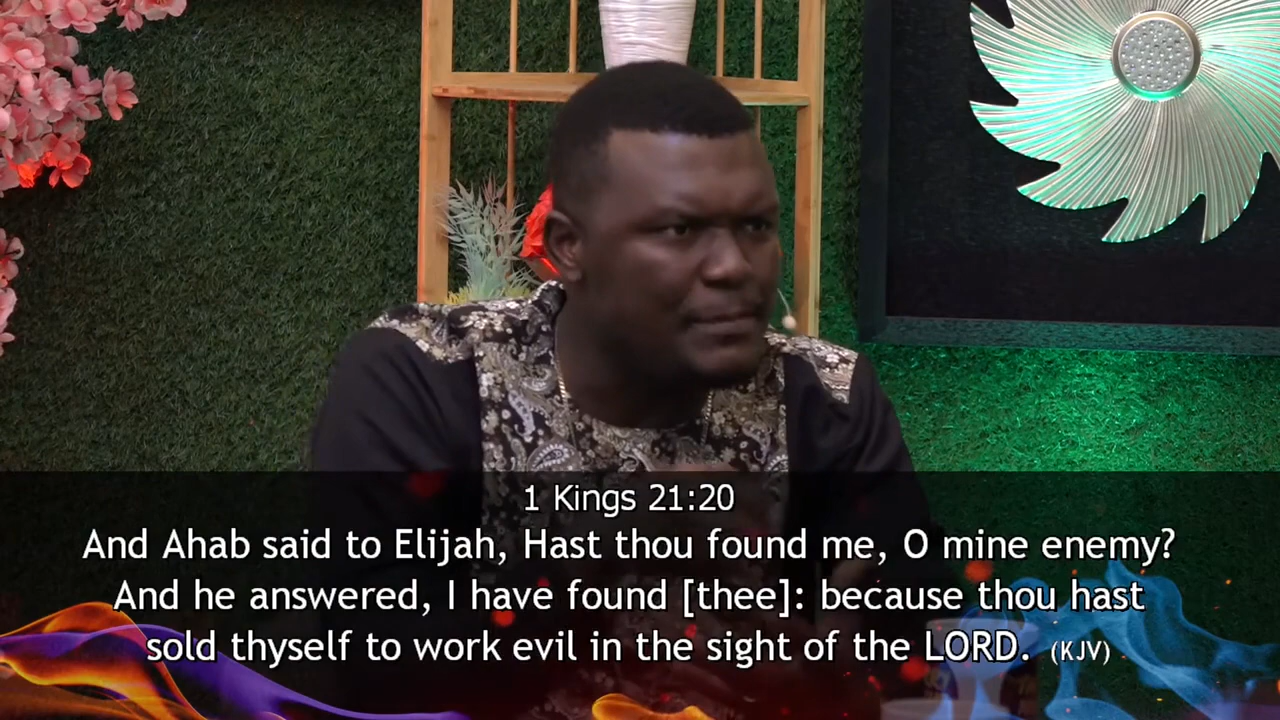 1 Kings 21:20
And Ahab said to Elijah, Hast thou found me, O mine enemy?
And he answered, I have found [thee]: because thou hast
sold thyself to work evil in the sight of the LORD. (KJV)